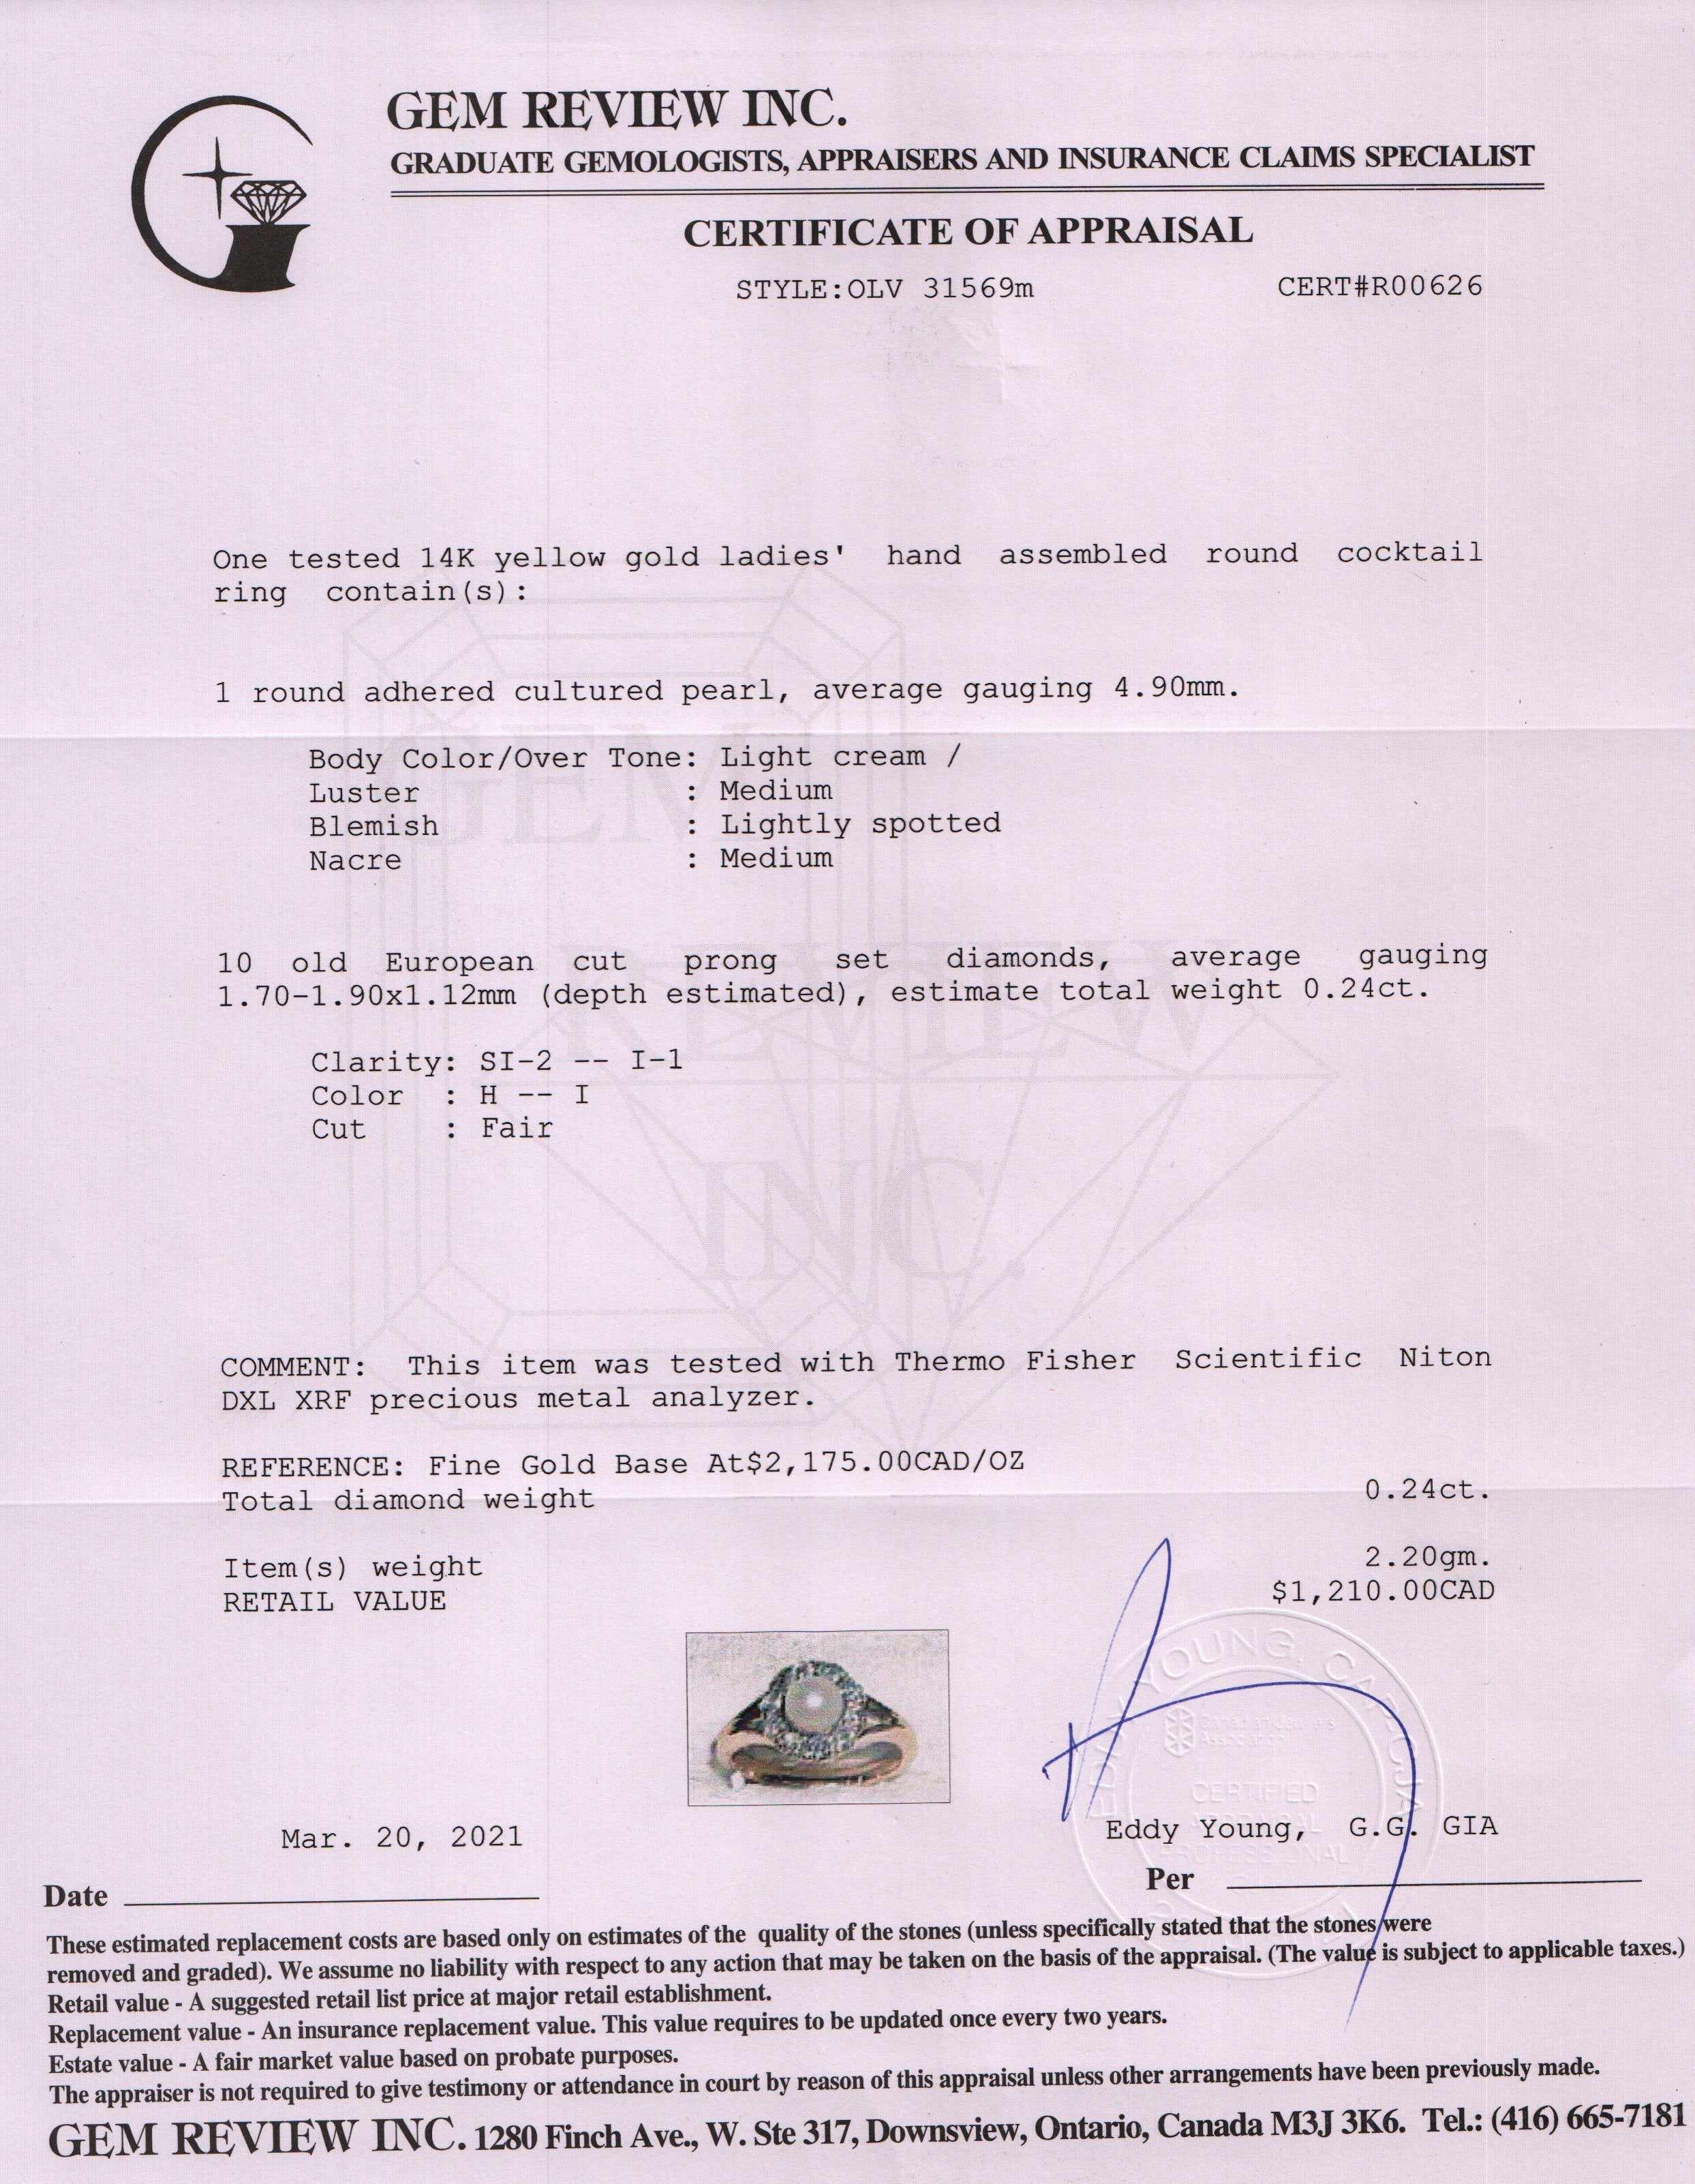 GEM REVIEW INC.
GRADUATE GEMOLOGISTS, APPRAISERS AND INSURANCE CLAIMS SPECIALIST
CERTIFICATE OF APPRAISAL
STYLE:OLV 31569m CERT#R00626
One tested 14K yellow gold ladies' hand assembled round cocktail
ring contain(s):
1 round adhered cultured pearl, average gauging 4.90mm.
Body Color/Over Tone: Light cream /
Luster : Medium
Blemish : Lightly spotted
Nacre : Medium
10 old European cut prong set diamonds, average gauging
1.70-1.90x1.12mm (depth estimated), estimate total weight 0.24ct.
Clarity: SI-2 -- I-1
Color : H -- I
Cut : Fair
GEM
REVIEW
INC.
COMMENT: This item was tested with Thermo Fisher Scientific Niton
DXL XRF precious metal analyzer.
REFERENCE: Fine Gold Base At$2,175.00CAD/OZ
Total diamond weight 0.24ct.
Item(s) weight 2.20gm.
RETAIL VALUE $1,210.00CAD
EDDY YOUNG,
CERTIFIED
APPRAISAL
PROFESSIONAL
Mar. 20, 2021
Eddy Young, G.G. GIA
Date
Per
These estimated replacement costs are based only on estimates of the quality of the stones (unless specifically stated that the stones were
removed and graded). We assume no liability with respect to any action that may be taken on the basis of the appraisal. (The value is subject to applicable taxes.)
Retail value - A suggested retail list price at major retail establishment.
Replacement value - An insurance replacement value. This value requires to be updated once every two years.
Estate value - A fair market value based on probate purposes.
The appraiser is not required to give testimony or attendance in court by reason of this appraisal unless other arrangements have been previously made.
GEM REVIEW INC. 1280 Finch Ave., W. Ste 317, Downsview, Ontario, Canada M3J 3K6. Tel.: (416) 665-7181